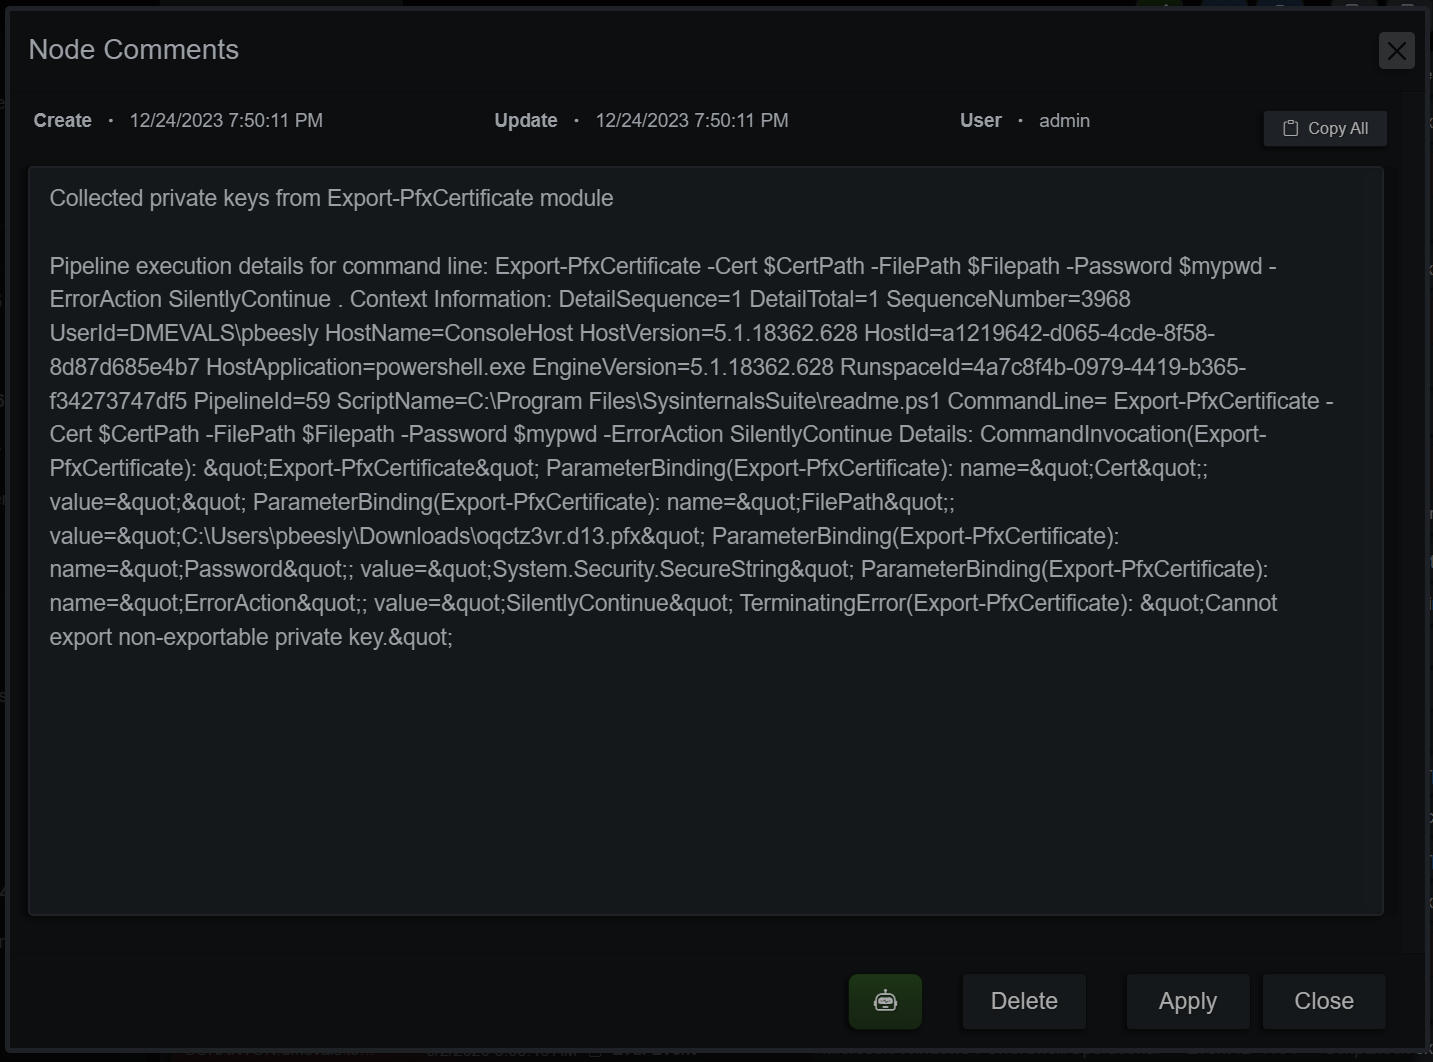 Node Comments
Create • 12/24/2023 7:50:11 PM Update • 12/24/2023 7:50:11 PM User • admin
Copy All
Collected private keys from Export-PfxCertificate module
Pipeline execution details for command line: Export-PfxCertificate -Cert $CertPath -FilePath $Filepath -Password $mypwd -
ErrorAction SilentlyContinue . Context Information: DetailSequence=1 DetailTotal=1 SequenceNumber=3968
UserId=DMEVALS\pbeesly HostName=ConsoleHost HostVersion=5.1.18362.628 HostId=a1219642-d065-4cde-8f58-
8d87d685e4b7 HostApplication=powershell.exe EngineVersion=5.1.18362.628 RunspaceId=4a7c8f4b-0979-4419-b365-
f34273747df5 PipelineId=59 ScriptName=C:\Program Files\SysinternalsSuite\readme.ps1 CommandLine= Export-PfxCertificate -
Cert $CertPath -FilePath $Filepath -Password $mypwd -ErrorAction SilentlyContinue Details: CommandInvocation(Export-
PfxCertificate): &quot;Export-PfxCertificate&quot; ParameterBinding(Export-PfxCertificate): name=&quot;Cert&quot;;
value=&quot;&quot; ParameterBinding(Export-PfxCertificate): name=&quot;FilePath&quot;;
value=&quot;C:\Users\pbeesly\Downloads\oqctz3vr.d13.pfx&quot; ParameterBinding(Export-PfxCertificate):
name=&quot;Password&quot;; value=&quot;System.Security.SecureString&quot; ParameterBinding(Export-PfxCertificate):
name=&quot;ErrorAction&quot;; value=&quot;SilentlyContinue&quot; TerminatingError(Export-PfxCertificate): &quot;Cannot
export non-exportable private key.&quot;
Delete Apply Close